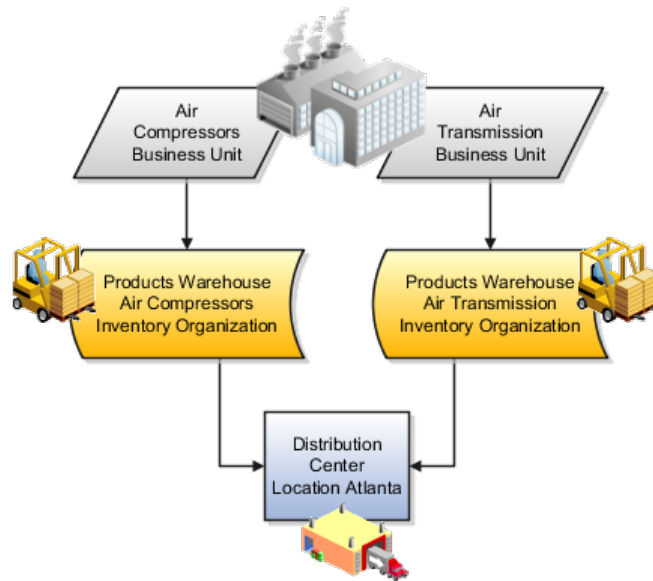 Air
Compressors
Business Unit
Air
Transmission
Business Unit
Products Warehouse
Air Compressors
Inventory Organization
Products Warehouse
Air Transmission
Inventory Organization
Distribution
Center
Location Atlanta